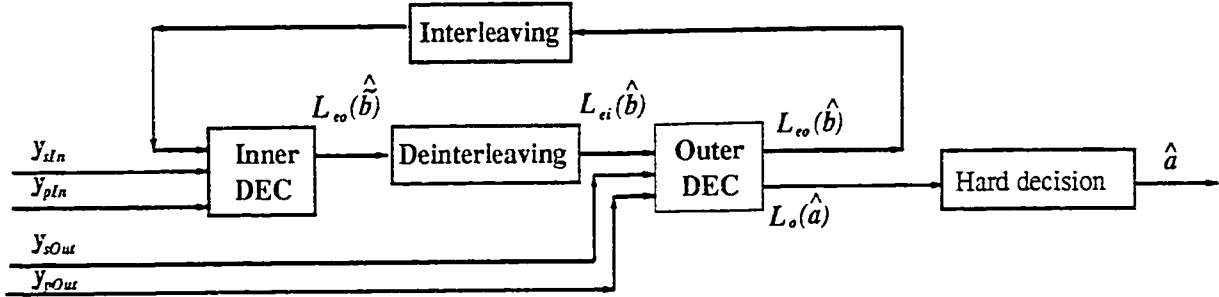 Interleaving
L_eo(b̃̂)
L_ei(b̂)
L_eo(b̂)
y_sIn
Inner DEC
Deinterleaving
Outer DEC
Hard decision
â
y_pIn
L_o(â)
y_sOut
y_pOut